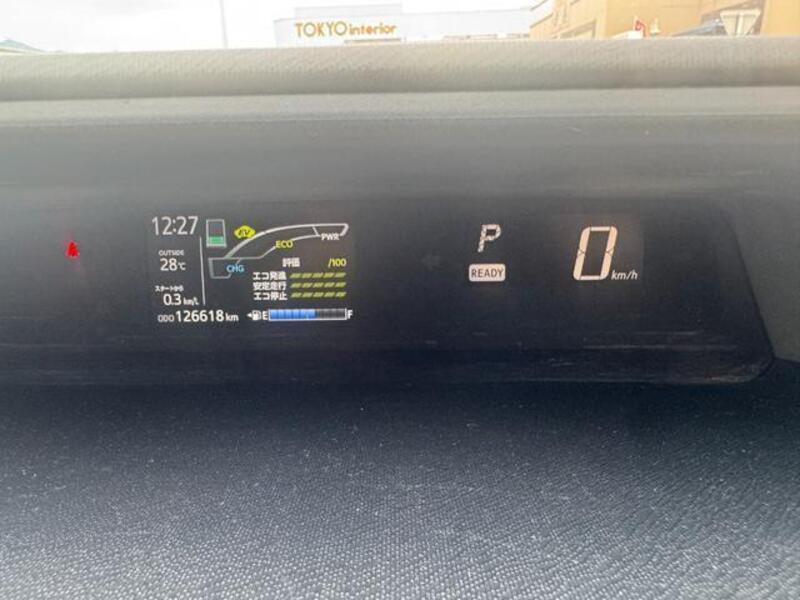 TOKYO interior
12:27
EV
PWR
ECO
CHG
OUTSIDE
28℃
評価 /100
エコ発進
安定走行
エコ停止
スタートから
0.3 km/L
ODO 126618 km
E F
P
READY
0 km/h